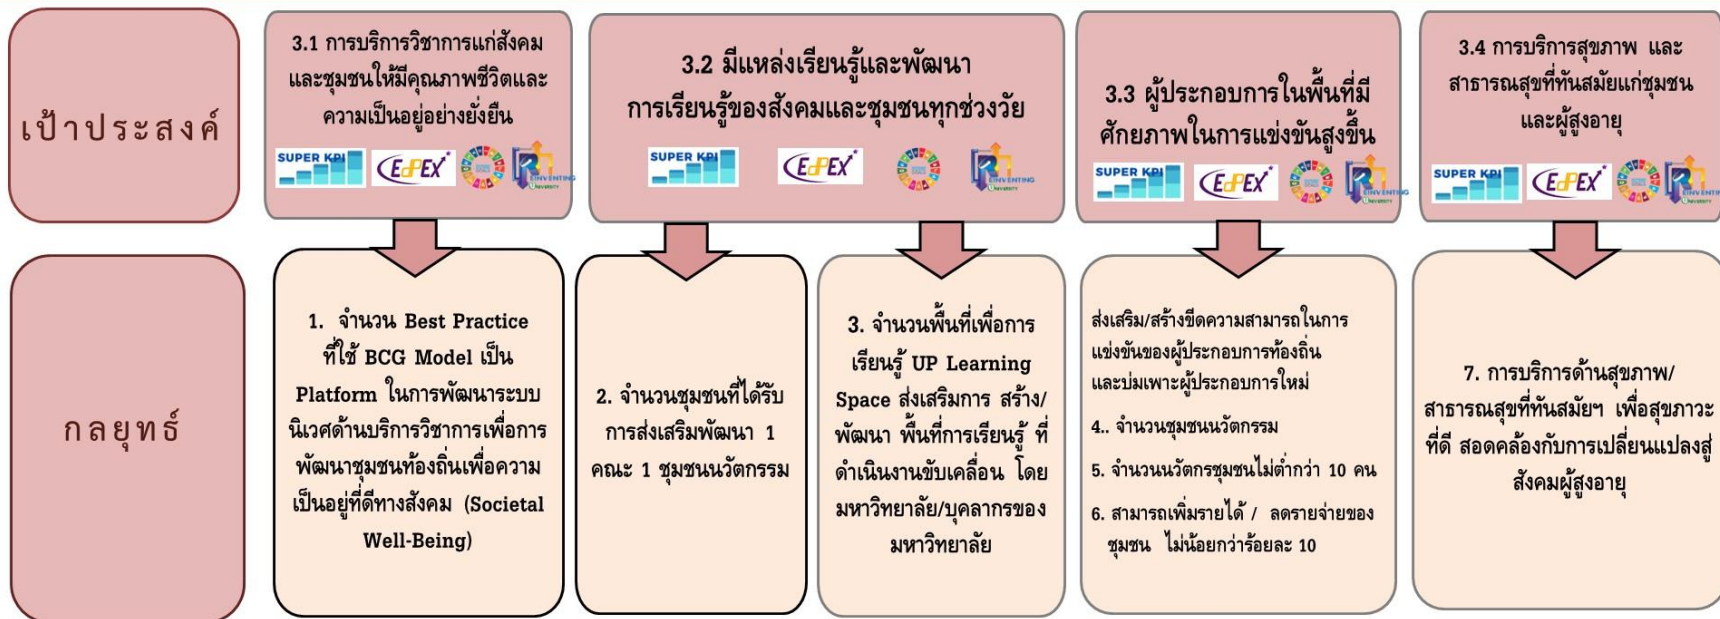 เป้าประสงค์
3.1 การบริการวิชาการแก่สังคม
และชุมชนให้มีคุณภาพชีวิตและ
ความเป็นอยู่อย่างยั่งยืน
SUPER KPI
EdPEX
REINVENTING
UNIVERSITY
3.2 มีแหล่งเรียนรู้และพัฒนา
การเรียนรู้ของสังคมและชุมชนทุกช่วงวัย
SUPER KPI
EdPEX
REINVENTING
UNIVERSITY
3.3 ผู้ประกอบการในพื้นที่มี
ศักยภาพในการแข่งขันสูงขึ้น
SUPER KPI
EdPEX
REINVENTING
UNIVERSITY
3.4 การบริการสุขภาพ และ
สาธารณสุขที่ทันสมัยแก่ชุมชน
และผู้สูงอายุ
SUPER KPI
EdPEX
REINVENTING
UNIVERSITY
กลยุทธ์
1. จำนวน Best Practice
ที่ใช้ BCG Model เป็น
Platform ในการพัฒนาระบบ
นิเวศด้านบริการวิชาการเพื่อการ
พัฒนาชุมชนท้องถิ่นเพื่อความ
เป็นอยู่ที่ดีทางสังคม (Societal
Well-Being)
2. จำนวนชุมชนที่ได้รับ
การส่งเสริมพัฒนา 1
คณะ 1 ชุมชนนวัตกรรม
3. จำนวนพื้นที่เพื่อการ
เรียนรู้ UP Learning
Space ส่งเสริมการ สร้าง/
พัฒนา พื้นที่การเรียนรู้ ที่
ดำเนินงานขับเคลื่อน โดย
มหาวิทยาลัย/บุคลากรของ
มหาวิทยาลัย
ส่งเสริม/สร้างขีดความสามารถในการ
แข่งขันของผู้ประกอบการท้องถิ่น
และบ่มเพาะผู้ประกอบการใหม่
4.. จำนวนชุมชนนวัตกรรม
5. จำนวนนวัตกรชุมชนไม่ต่ำกว่า 10 คน
6. สามารถเพิ่มรายได้ / ลดรายจ่ายของ
ชุมชน ไม่น้อยกว่าร้อยละ 10
7. การบริการด้านสุขภาพ/
สาธารณสุขที่ทันสมัยฯ เพื่อสุขภาวะ
ที่ดี สอดคล้องกับการเปลี่ยนแปลงสู่
สังคมผู้สูงอายุ